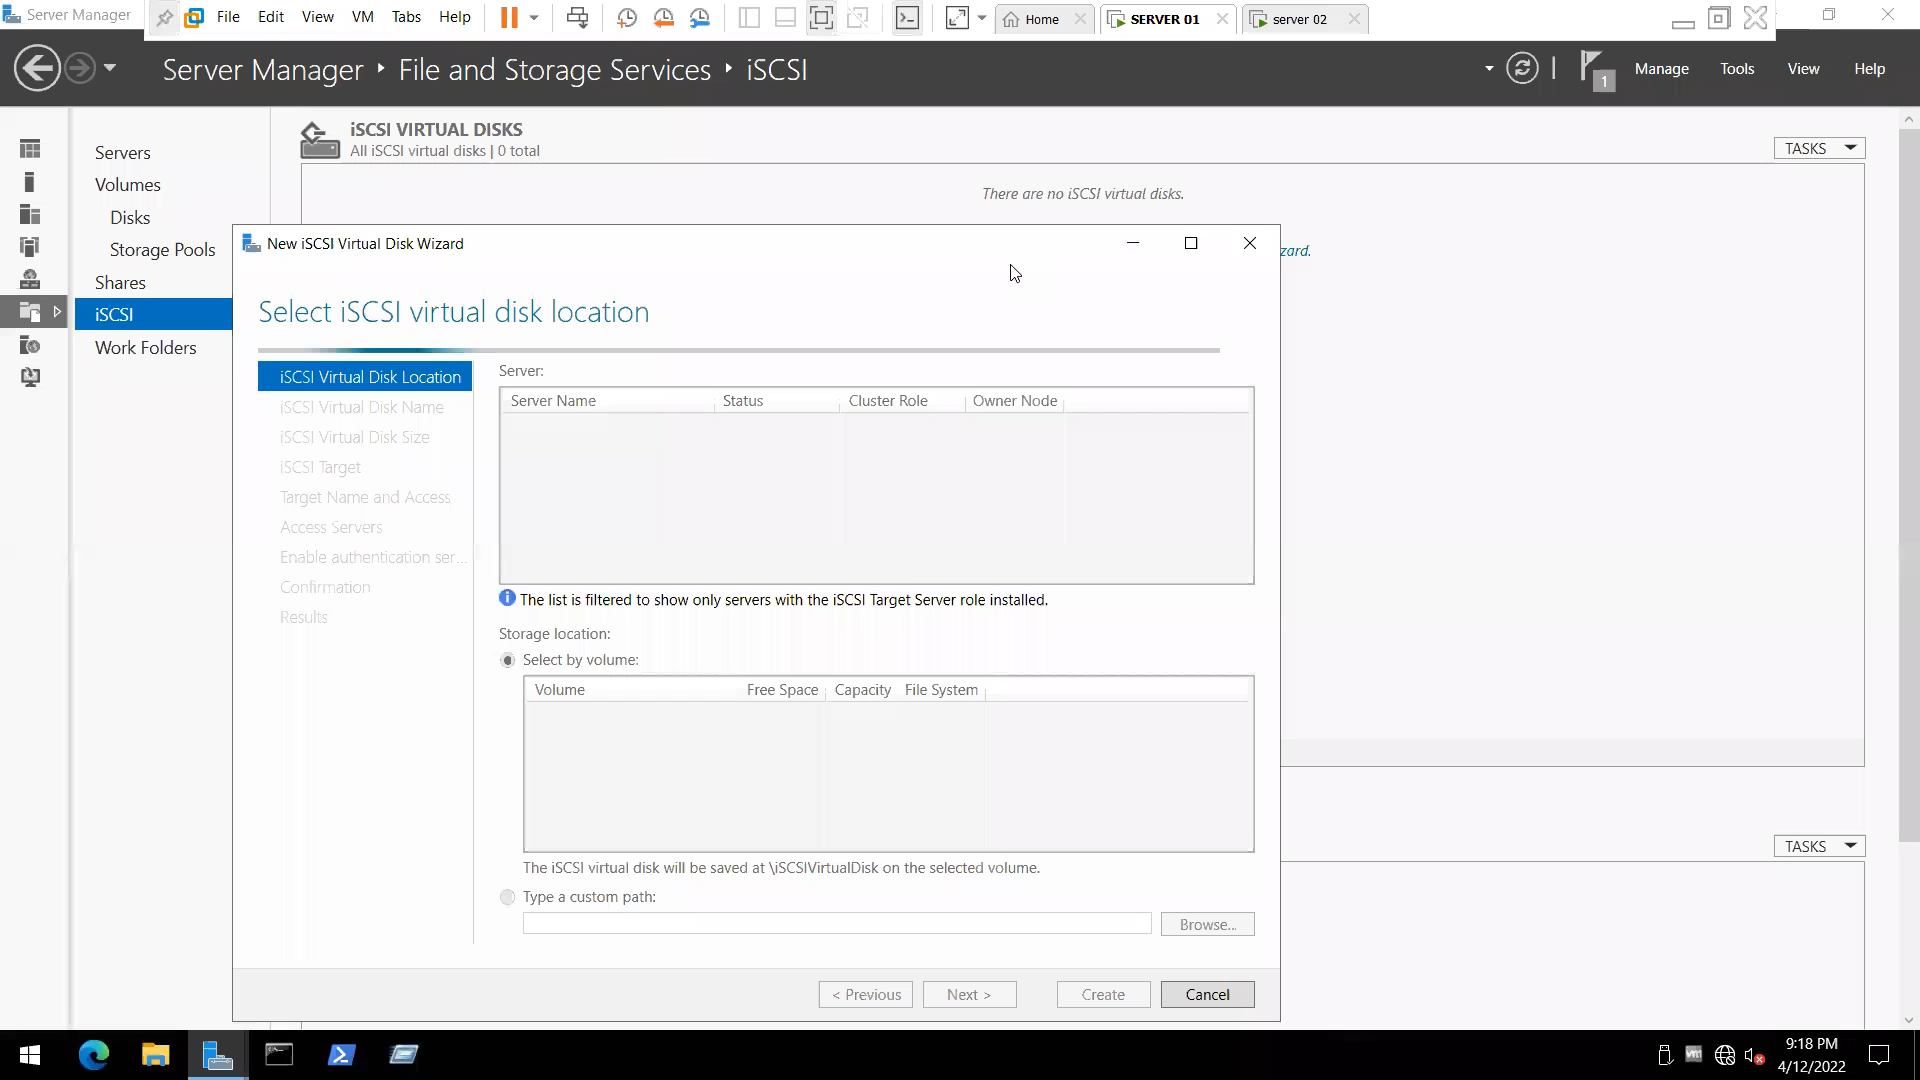 Server Manager
File Edit View VM Tabs Help
Home
SERVER 01
server 02
Server Manager ‣ File and Storage Services ‣ iSCSI
1
Manage Tools View Help
Servers
Volumes
Disks
Storage Pools
Shares
iSCSI
Work Folders
iSCSI VIRTUAL DISKS
All iSCSI virtual disks | 0 total
TASKS
There are no iSCSI virtual disks.
zard.
New iSCSI Virtual Disk Wizard
Select iSCSI virtual disk location
iSCSI Virtual Disk Location
iSCSI Virtual Disk Name
iSCSI Virtual Disk Size
iSCSI Target
Target Name and Access
Access Servers
Enable authentication ser...
Confirmation
Results
Server:
Server Name Status Cluster Role Owner Node
The list is filtered to show only servers with the iSCSI Target Server role installed.
Storage location:
Select by volume:
Volume Free Space Capacity File System
The iSCSI virtual disk will be saved at \iSCSIVirtualDisk on the selected volume.
Type a custom path:
Browse...
< Previous Next > Create Cancel
TASKS
9:18 PM
4/12/2022